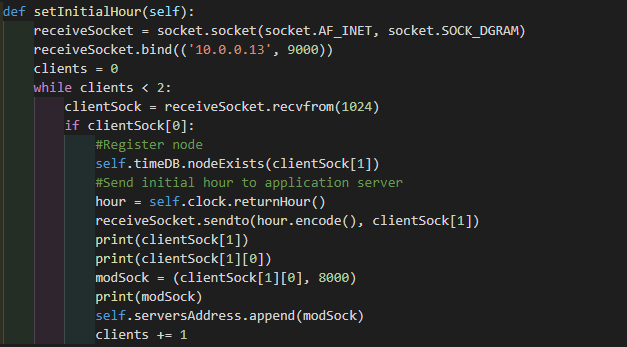 def setInitialHour(self):
    receiveSocket = socket.socket(socket.AF_INET, socket.SOCK_DGRAM)
    receiveSocket.bind(('10.0.0.13', 9000))
    clients = 0
    while clients < 2:
        clientSock = receiveSocket.recvfrom(1024)
        if clientSock[0]:
            #Register node
            self.timeDB.nodeExists(clientSock[1])
            #Send initial hour to application server
            hour = self.clock.returnHour()
            receiveSocket.sendto(hour.encode(), clientSock[1])
            print(clientSock[1])
            print(clientSock[1][0])
            modSock = (clientSock[1][0], 8000)
            print(modSock)
            self.serversAddress.append(modSock)
            clients += 1